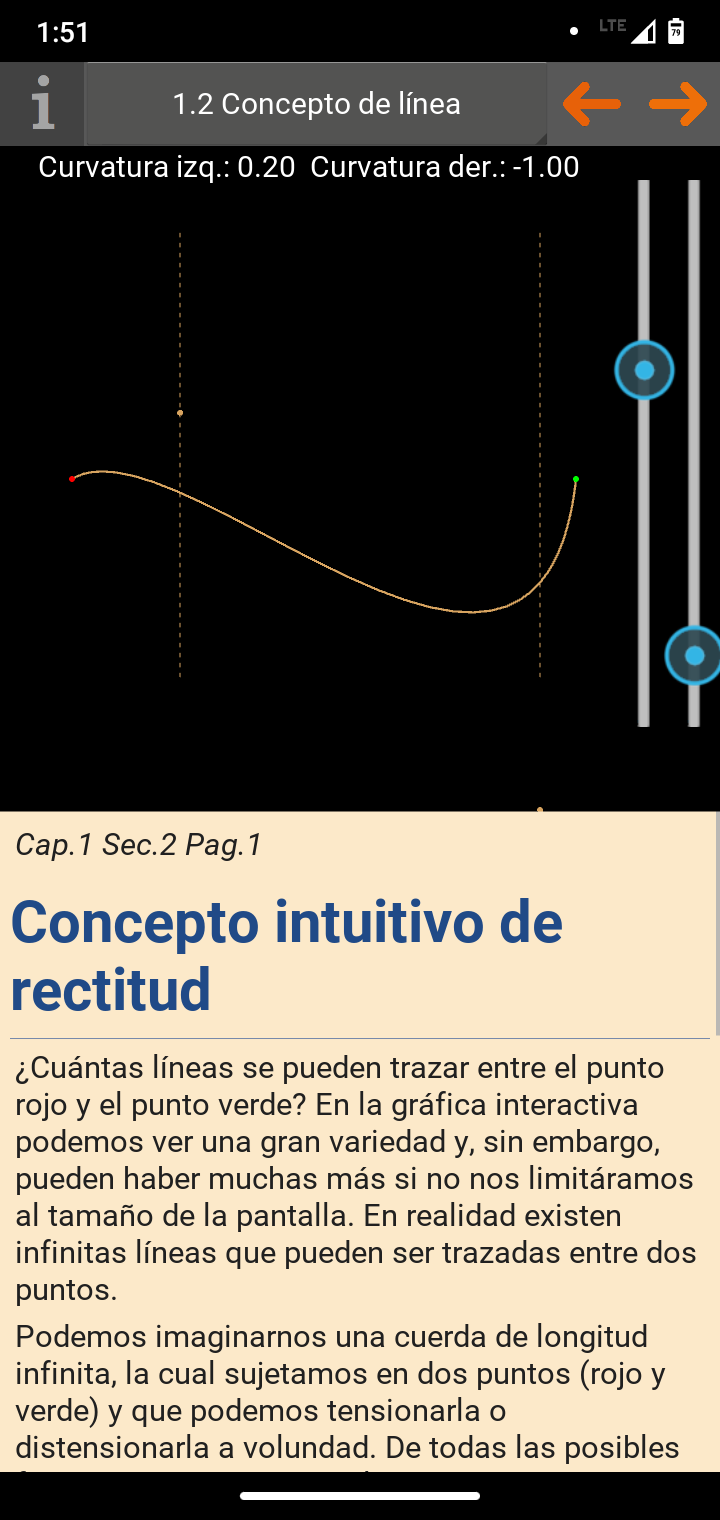 1:51
LTE
79
i
1.2 Concepto de línea
Curvatura izq.: 0.20 Curvatura der.: -1.00
Cap.1 Sec.2 Pag.1
Concepto intuitivo de
rectitud
¿Cuántas líneas se pueden trazar entre el punto
rojo y el punto verde? En la gráfica interactiva
podemos ver una gran variedad y, sin embargo,
pueden haber muchas más si no nos limitáramos
al tamaño de la pantalla. En realidad existen
infinitas líneas que pueden ser trazadas entre dos
puntos.
Podemos imaginarnos una cuerda de longitud
infinita, la cual sujetamos en dos puntos (rojo y
verde) y que podemos tensionarla o
distensionarla a volundad. De todas las posibles